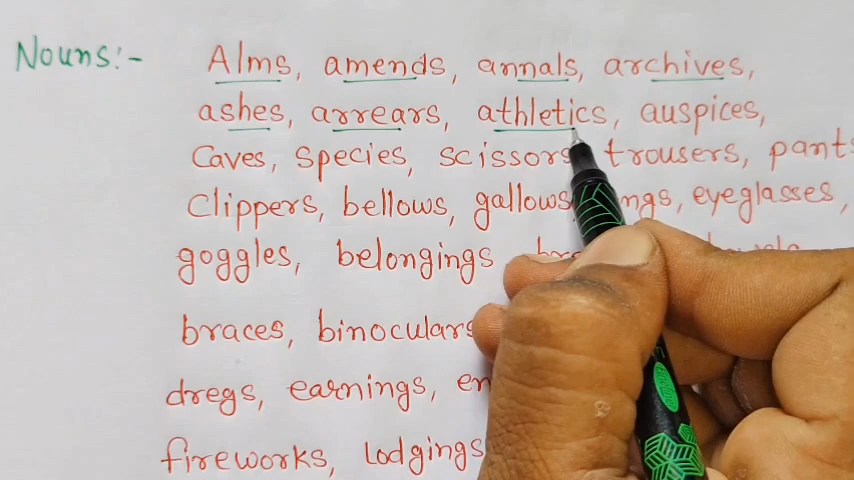 Nouns:- Alms, amends, annals, archives,
ashes, arrears, athletics, auspices,
Caves, species, scissors, trousers, pants
Clippers, bellows, gallows, eyeglasses,
goggles, belongings
braces, binoculars
dregs, earnings,
fireworks, lodgings